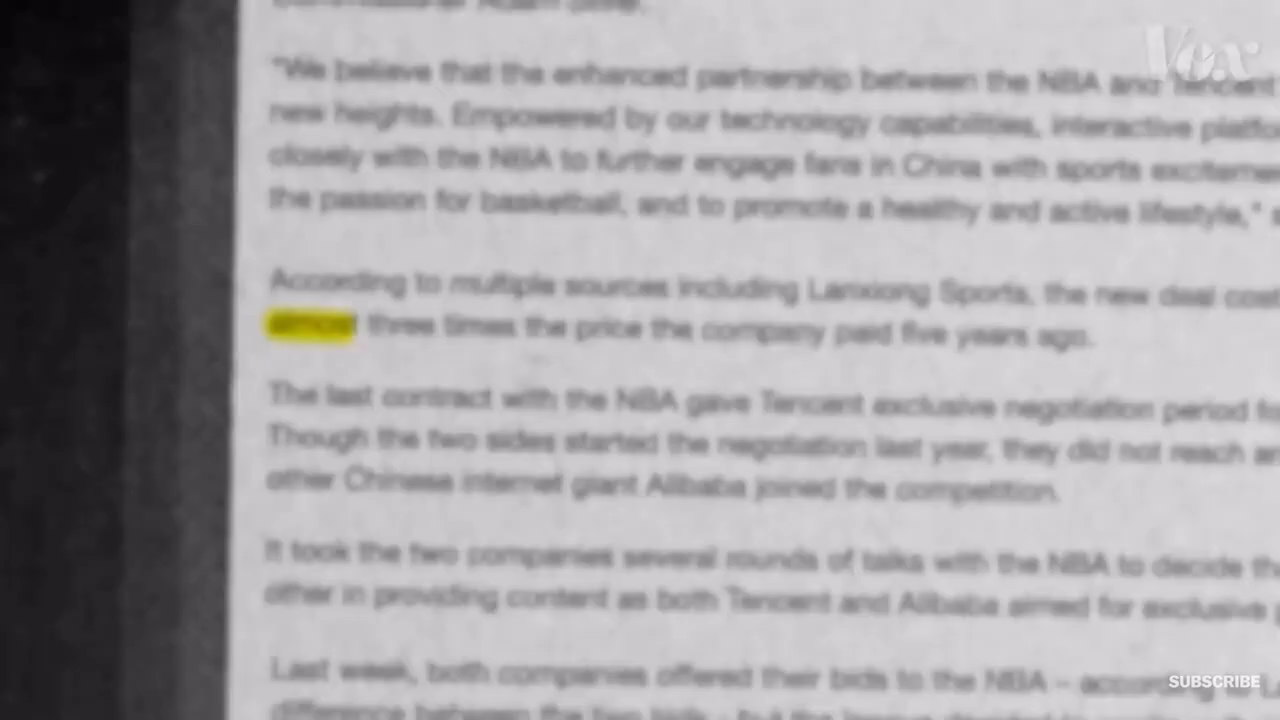 Vox
"We believe that the enhanced partnership between the NBA and Tencent
new heights. Empowered by our technology capabilities, interactive
closely with the NBA to further engage fans in China with sports
the passion for basketball, and to promote a healthy and active lifestyle,"
According to multiple sources including Lanxiong Sports, the new deal
almost three times the price the company paid five years ago.
The last contract with the NBA gave Tencent exclusive negotiation period
Though the two sides started the negotiation last year, they did not reach
other Chinese internet giant Alibaba joined the competition.
It took the two companies several rounds of talks with the NBA to decide
other in providing content as both Tencent and Alibaba aimed for exclusive
Last week, both companies offered their bids to the NBA –
SUBSCRIBE